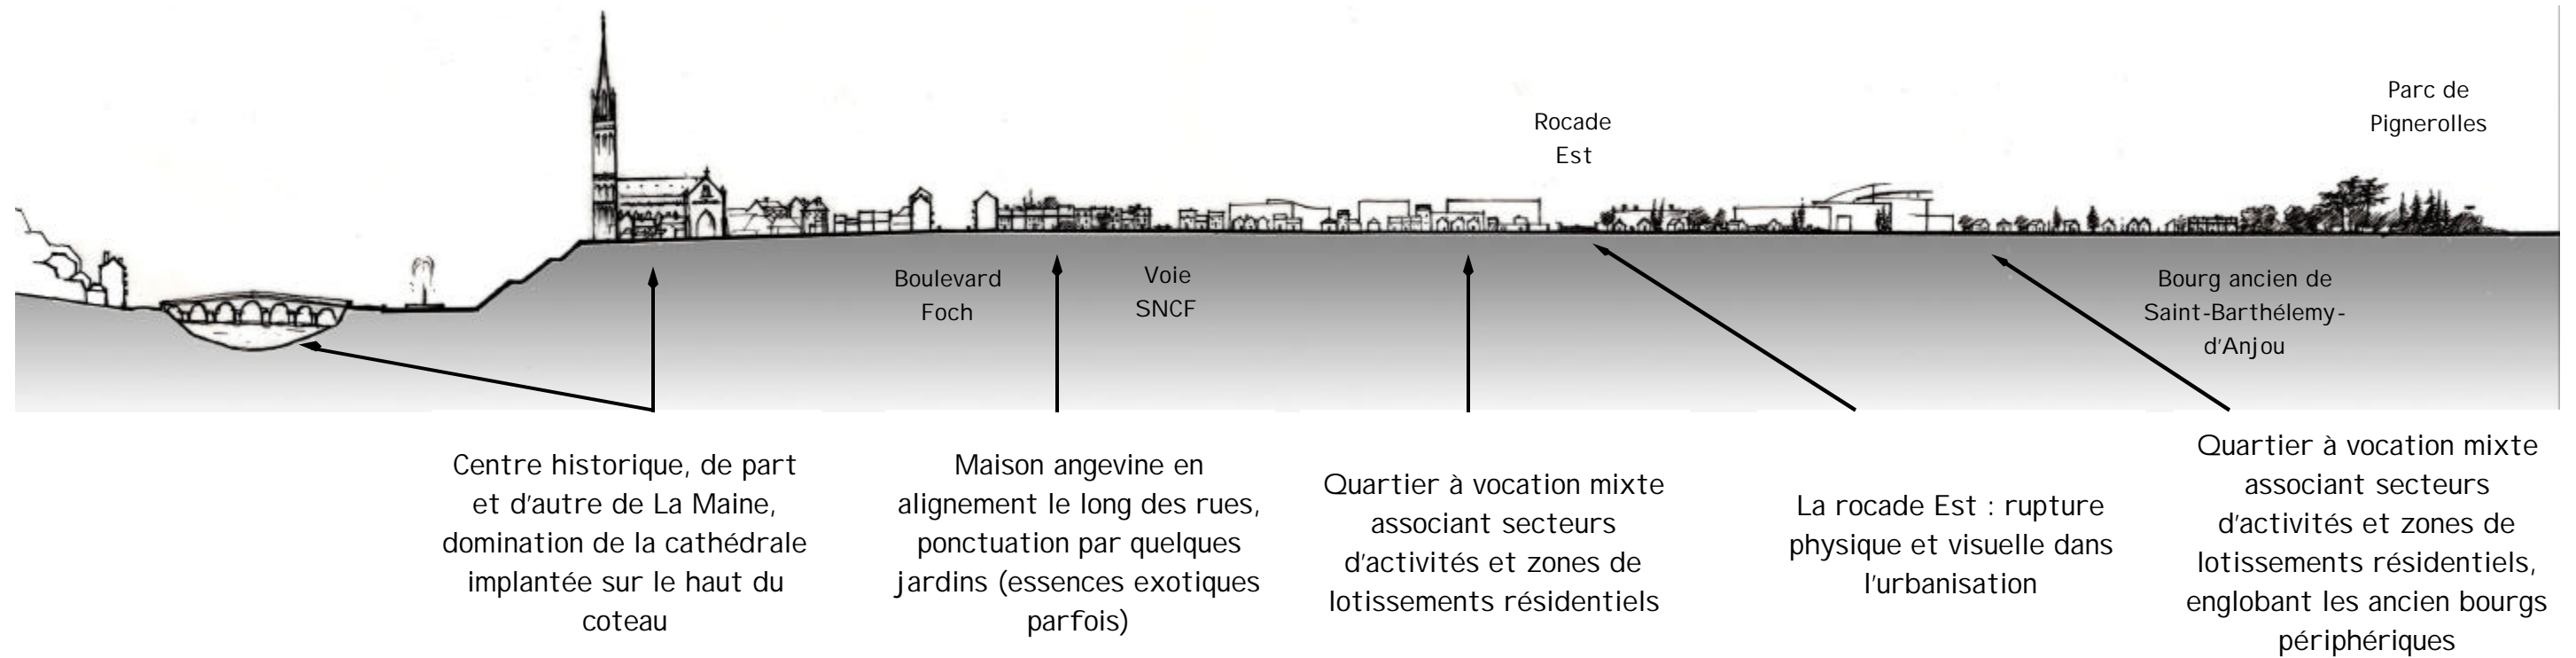 Parc de
Pignerolles
Rocade
Est
Boulevard
Foch
Voie
SNCF
Bourg ancien de
Saint-Barthélemy-
d'Anjou
Centre historique, de part
et d'autre de La Maine,
domination de la cathédrale
implantée sur le haut du
coteau
Maison angevine en
alignement le long des rues,
ponctuation par quelques
jardins (essences exotiques
parfois)
Quartier à vocation mixte
associant secteurs
d'activités et zones de
lotissements résidentiels
La rocade Est : rupture
physique et visuelle dans
l'urbanisation
Quartier à vocation mixte
associant secteurs
d'activités et zones de
lotissements résidentiels,
englobant les ancien bourgs
périphériques